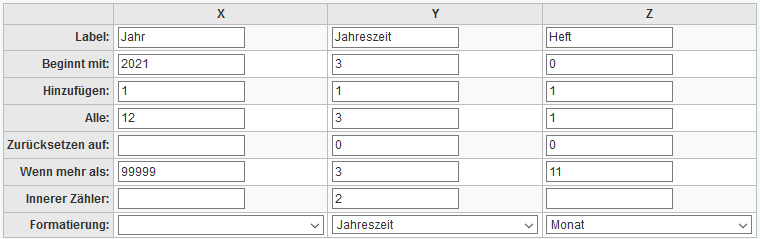 X Y Z
Label: Jahr Jahreszeit Heft
Beginnt mit: 2021 3 0
Hinzufügen: 1 1 1
Alle: 12 3 1
Zurücksetzen auf: 0 0
Wenn mehr als: 99999 3 11
Innerer Zähler: 2
Formatierung: Jahreszeit Monat